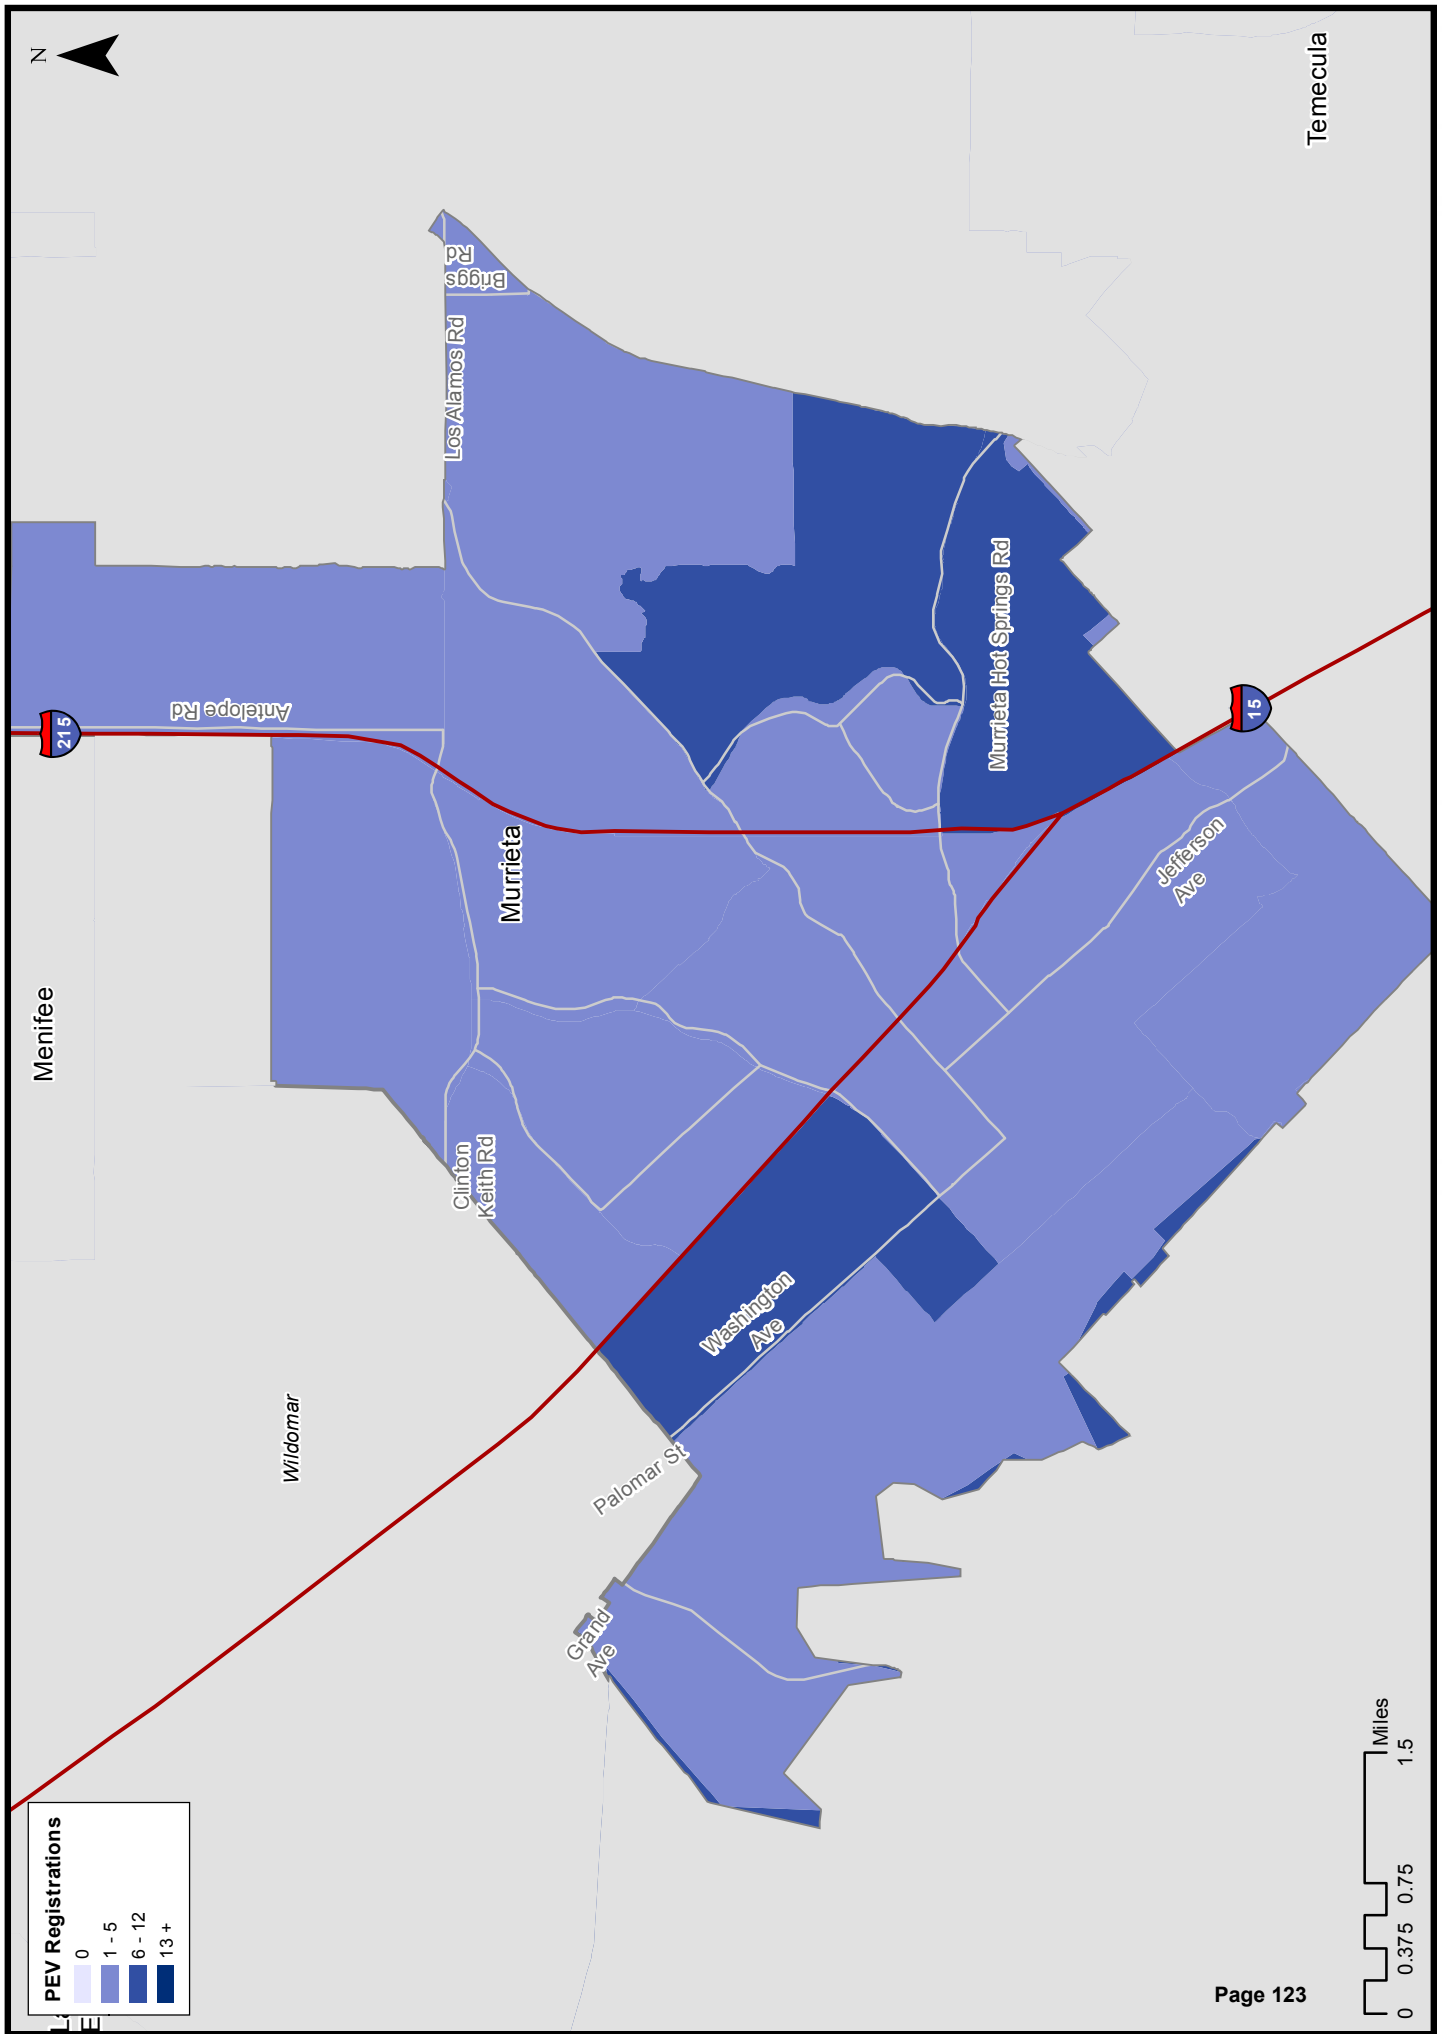 N
Temecula
Briggs
Rd
Los Alamos Rd
Antelope Rd
215
Murrieta Hot Springs Rd
15
Murrieta
Jefferson
Ave
Menifee
Clinton
Keith Rd
Washington
Ave
Wildomar
Palomar St
Grand
Ave
PEV Registrations
0
1 - 5
6 - 12
13 +
Miles
0 0.375 0.75 1.5
Page 123